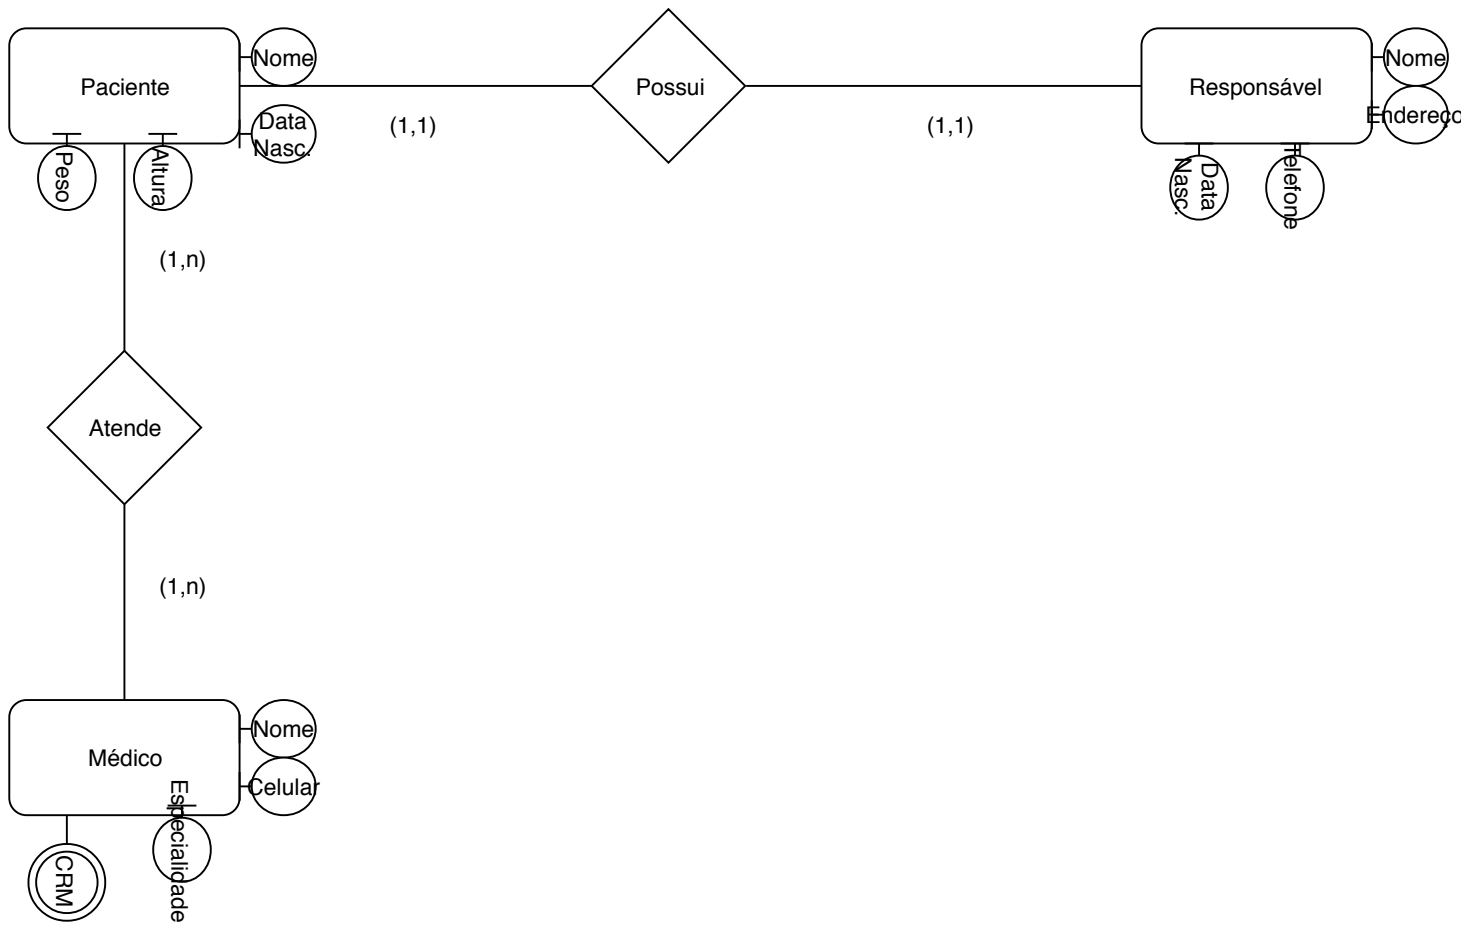 Paciente
Nome
Data
Nasc.
Peso
Altura
Possui
(1,1)
(1,1)
Responsável
Nome
Endereço
Data
Nasc.
Telefone
(1,n)
Atende
(1,n)
Médico
Nome
Celular
CRM
Especialidade